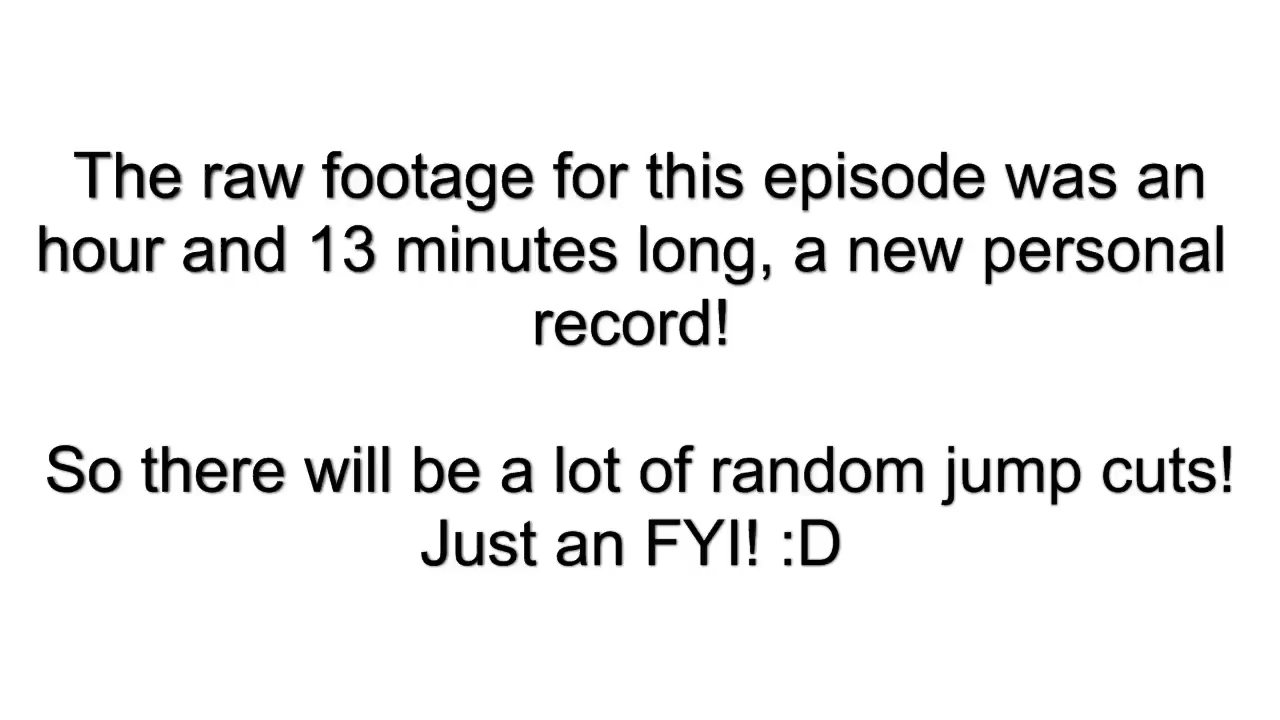 The raw footage for this episode was an
hour and 13 minutes long, a new personal
record!
So there will be a lot of random jump cuts!
Just an FYI! :D